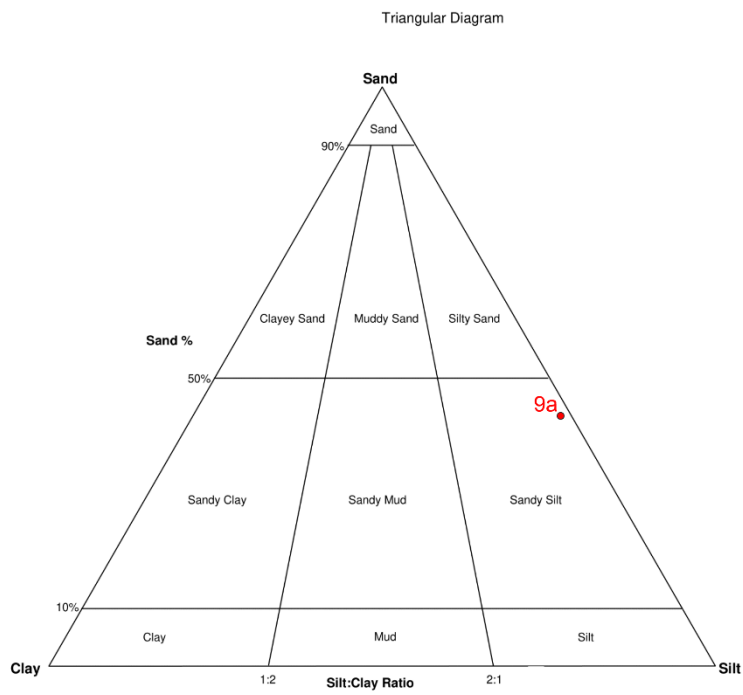 Triangular Diagram
Sand
Sand
90%
Clayey Sand
Muddy Sand
Silty Sand
Sand %
50%
9a
Sandy Clay
Sandy Mud
Sandy Silt
10%
Clay
Mud
Silt
Clay
Silt
1:2
2:1
Silt:Clay Ratio